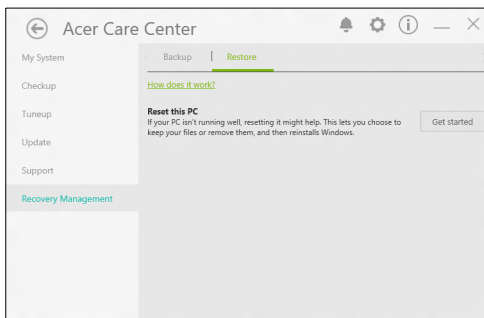 Acer Care Center
My System
Checkup
Tuneup
Update
Support
Recovery Management
Backup
Restore
How does it work?
Reset this PC
If your PC isn't running well, resetting it might help. This lets you choose to
keep your files or remove them, and then reinstalls Windows.
Get started